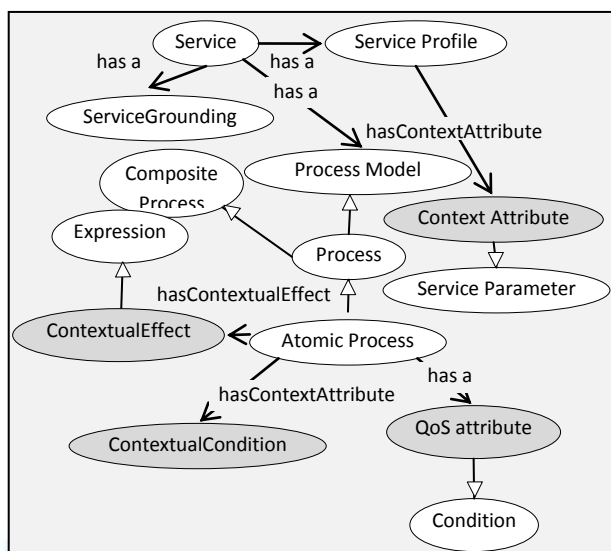 Service
has a
Service Profile
has a
has a
ServiceGrounding
hasContextAttribute
Process Model
Composite
Process
Context Attribute
Expression
Process
Service Parameter
hasContextualEffect
ContextualEffect
Atomic Process
has a
hasContextAttribute
ContextualCondition
QoS attribute
Condition